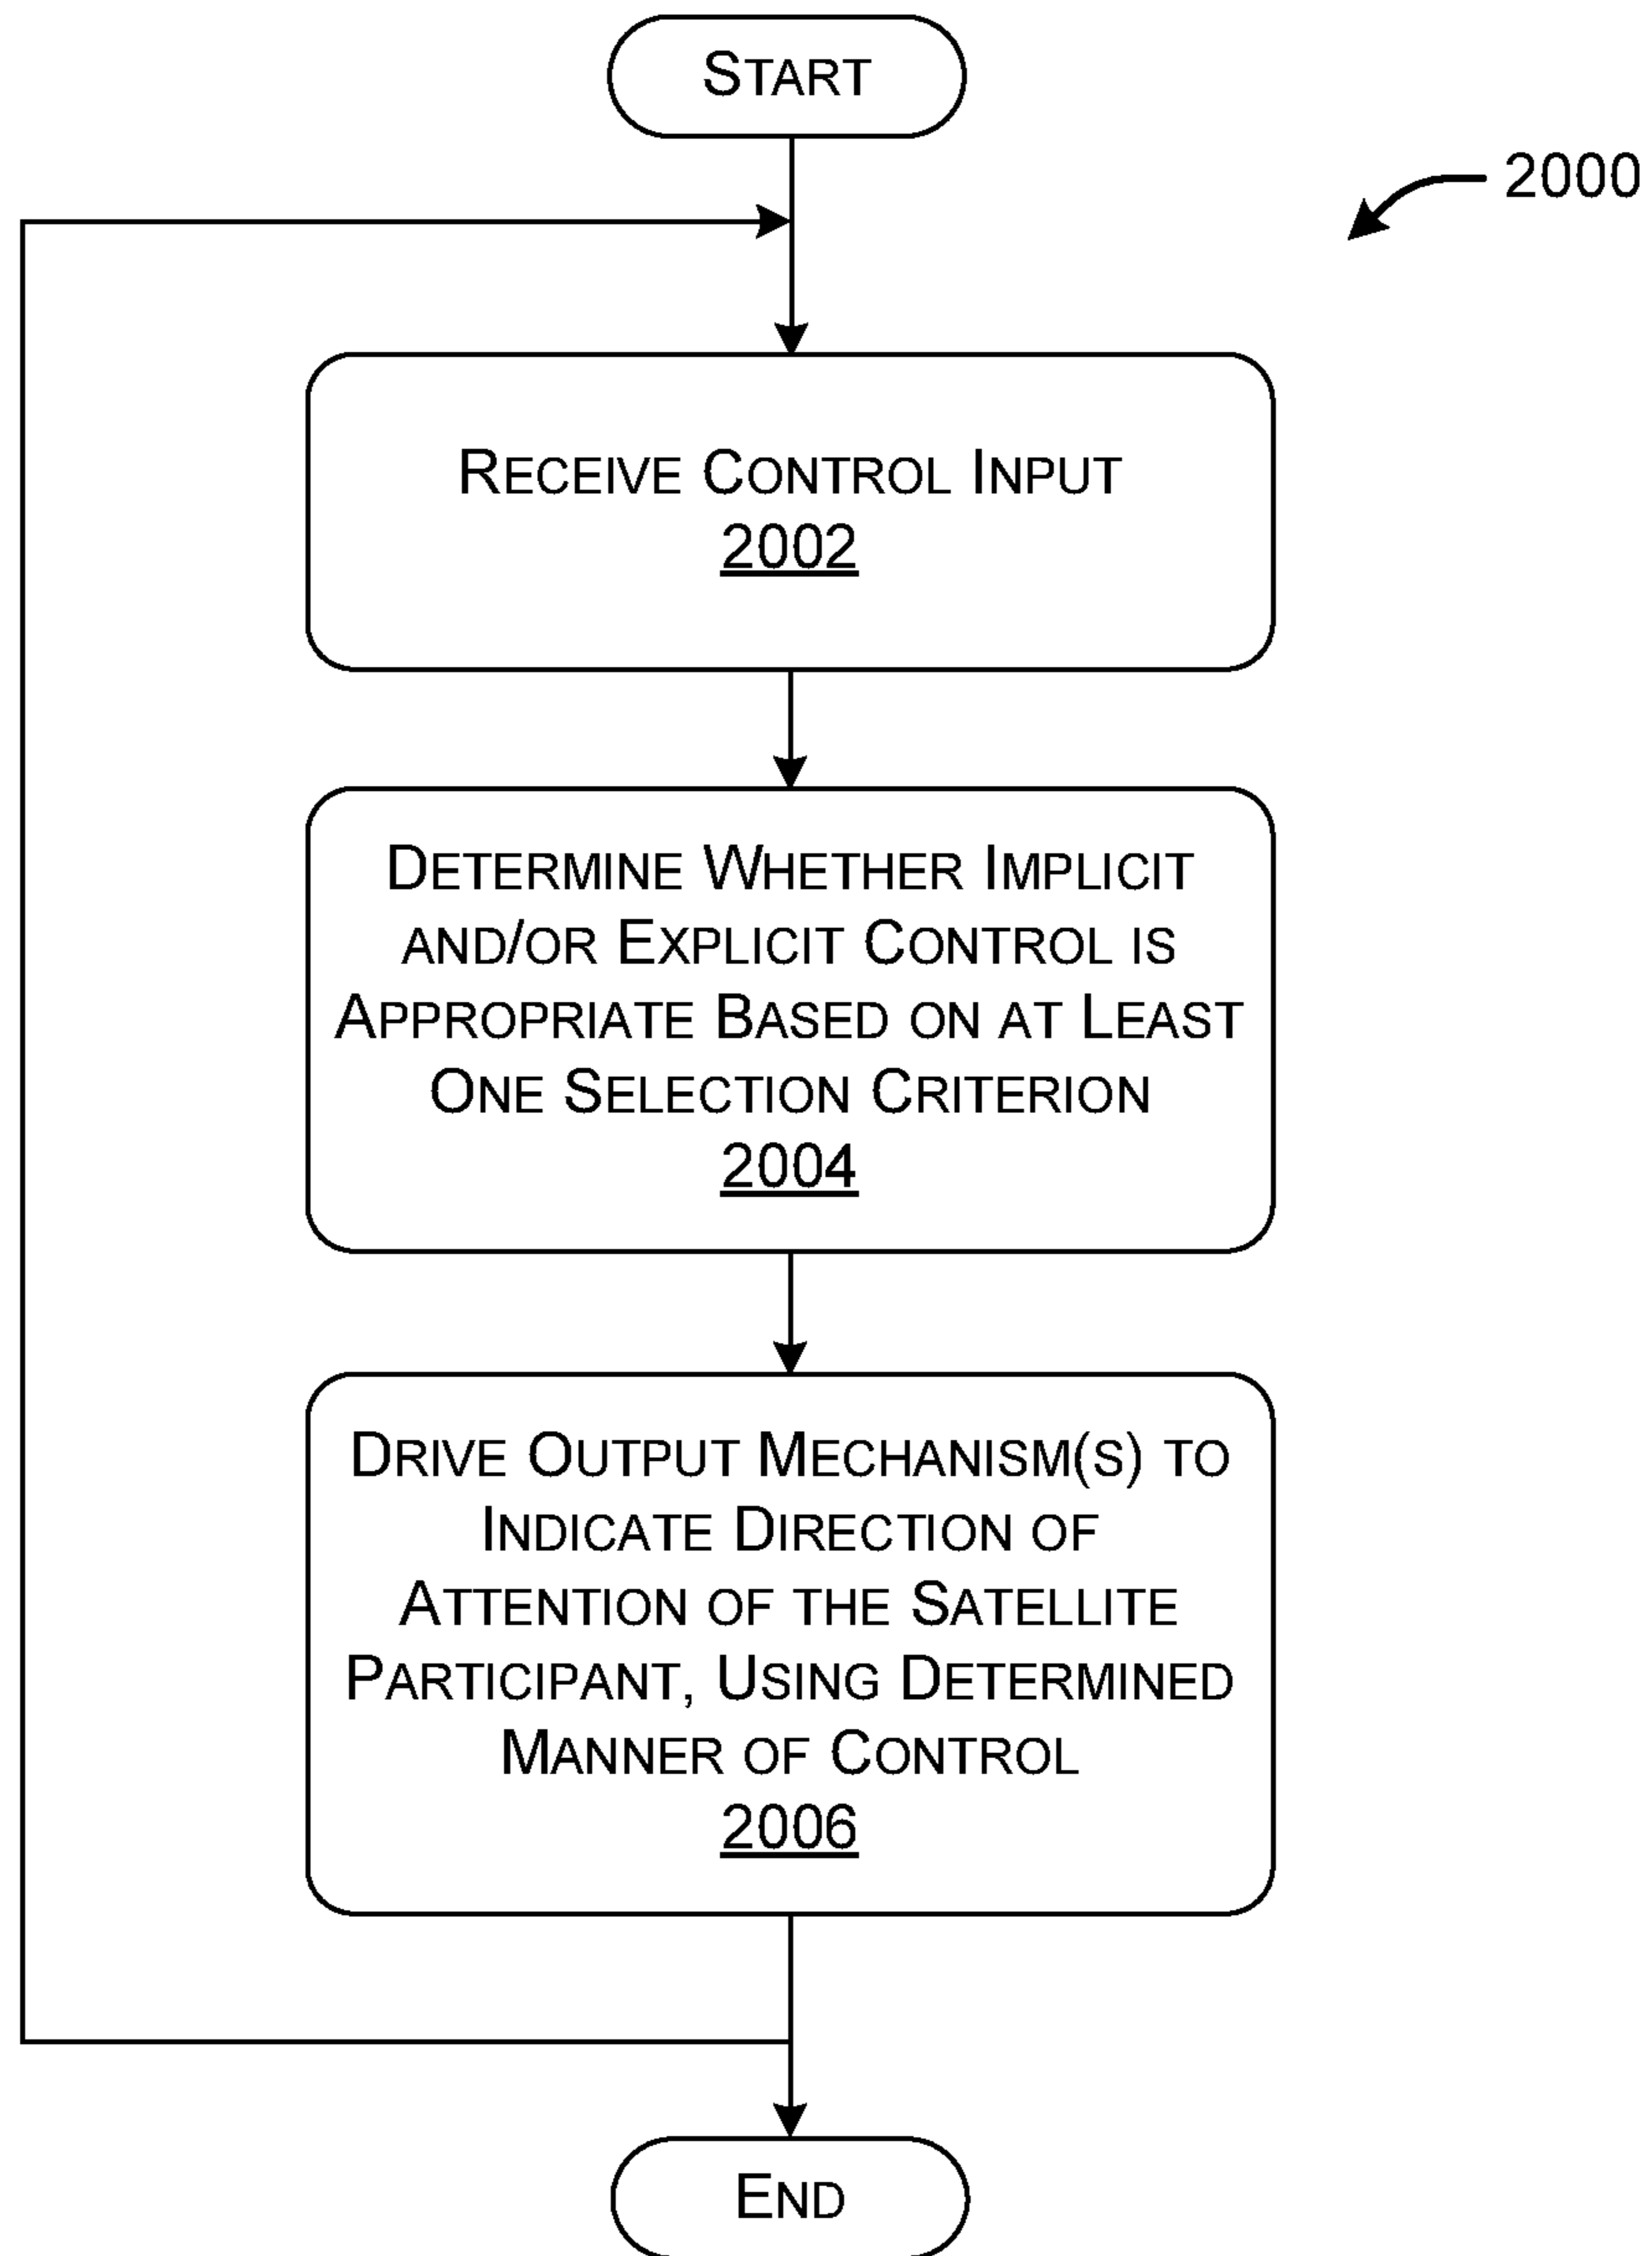 START
2000
RECEIVE CONTROL INPUT
2002
DETERMINE WHETHER IMPLICIT
AND/OR EXPLICIT CONTROL IS
APPROPRIATE BASED ON AT LEAST
ONE SELECTION CRITERION
2004
DRIVE OUTPUT MECHANISM(S) TO
INDICATE DIRECTION OF
ATTENTION OF THE SATELLITE
PARTICIPANT, USING DETERMINED
MANNER OF CONTROL
2006
END